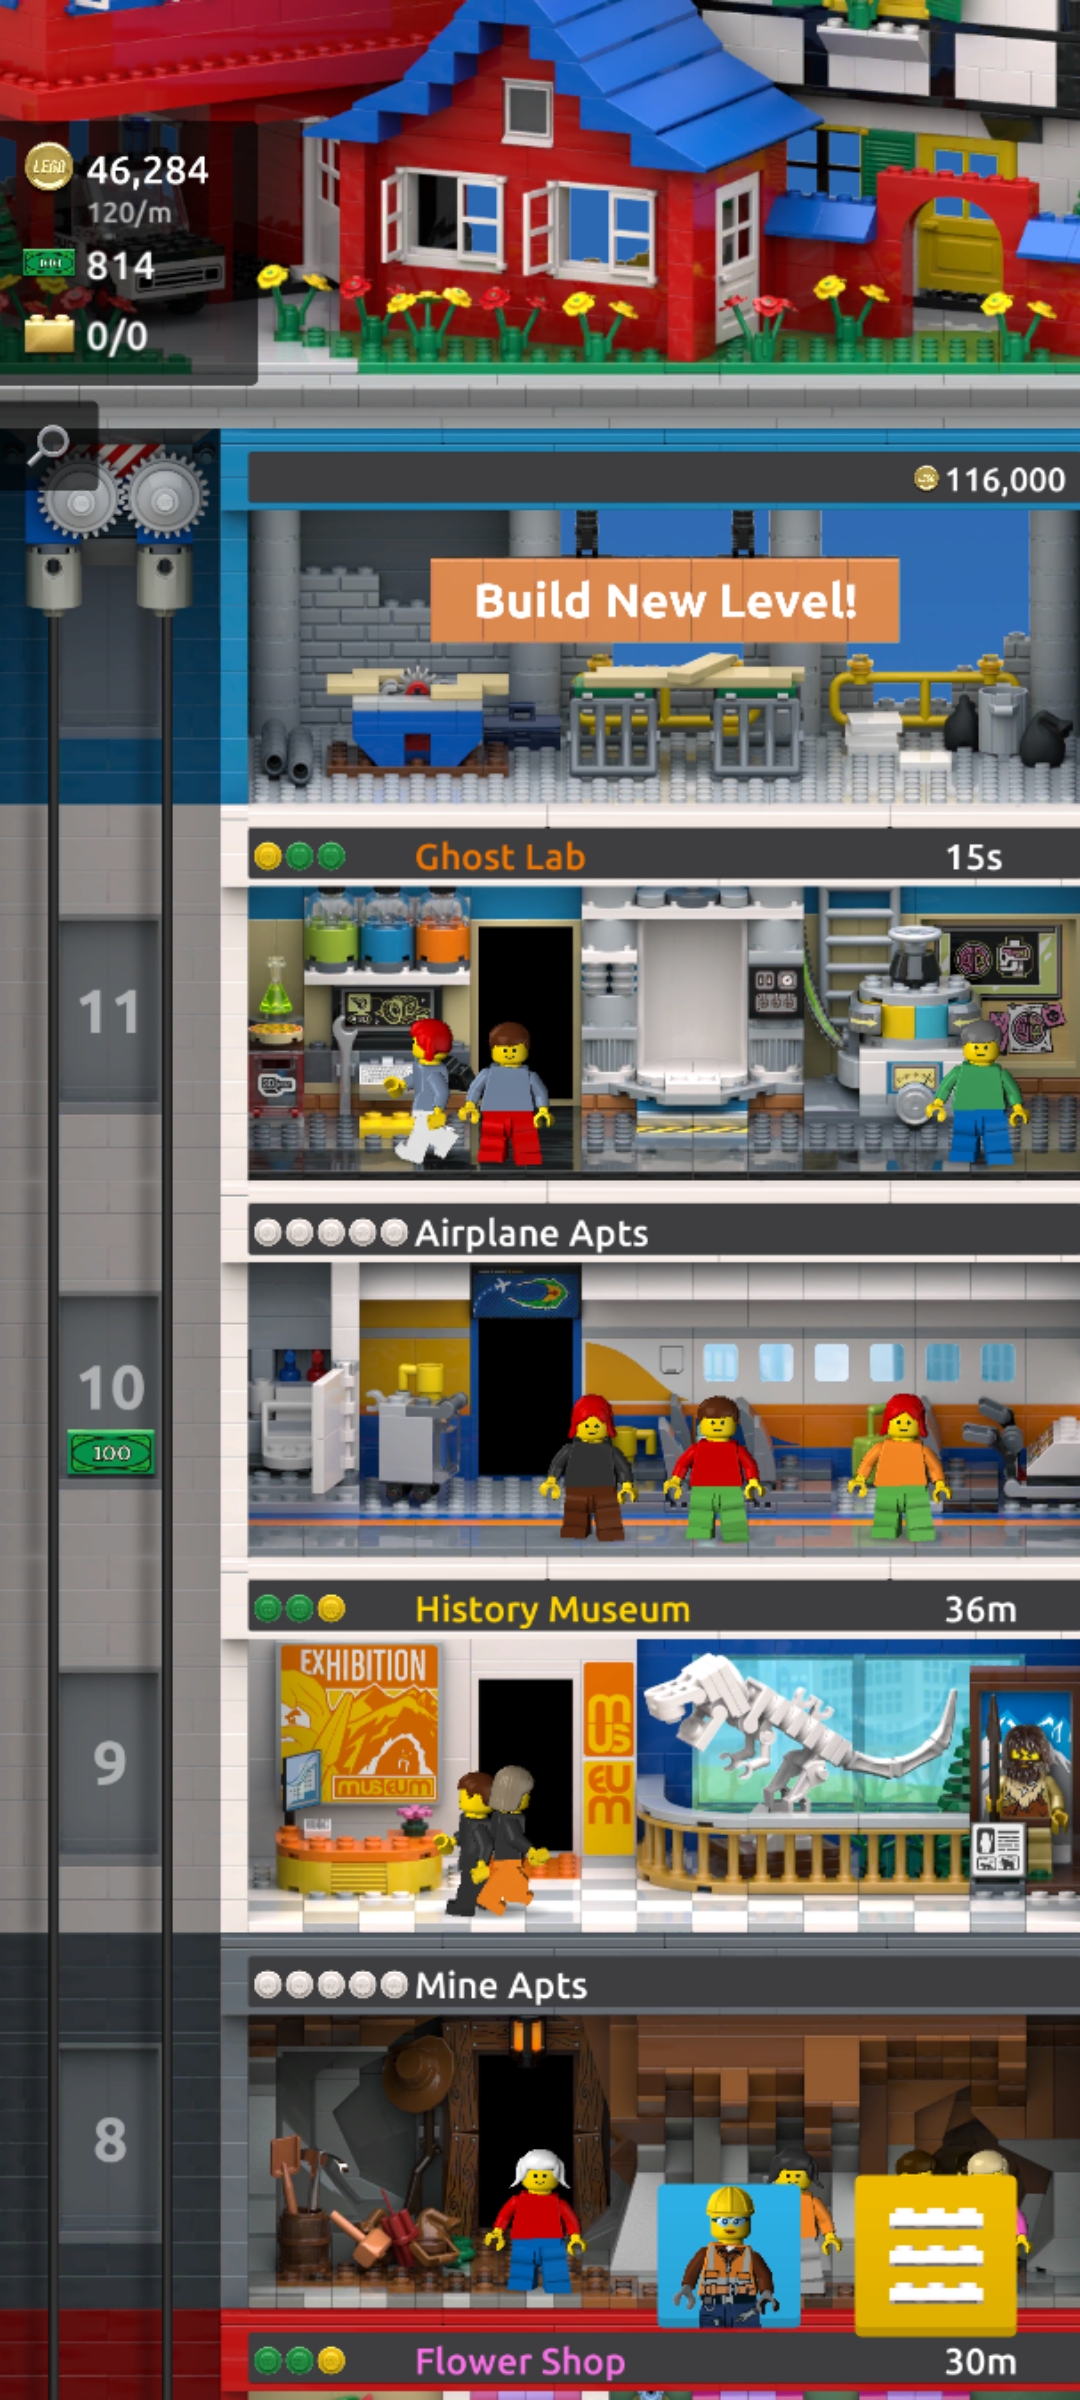 LEGO 46,284
120/m
100 814
0/0
116,000
Build New Level!
Ghost Lab 15s
11
Airplane Apts
10
100
History Museum 36m
EXHIBITION
museum
mus
eum
9
Mine Apts
8
Flower Shop 30m